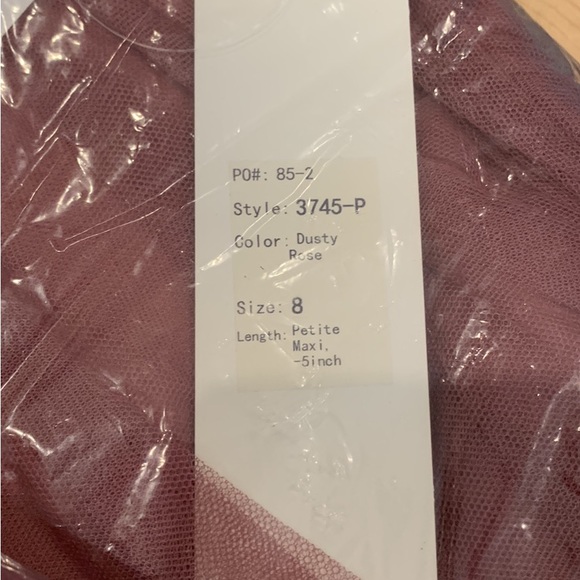 PO#: 85-2
Style: 3745-P
Color: Dusty
Rose
Size: 8
Length: Petite
Maxi,
-5inch